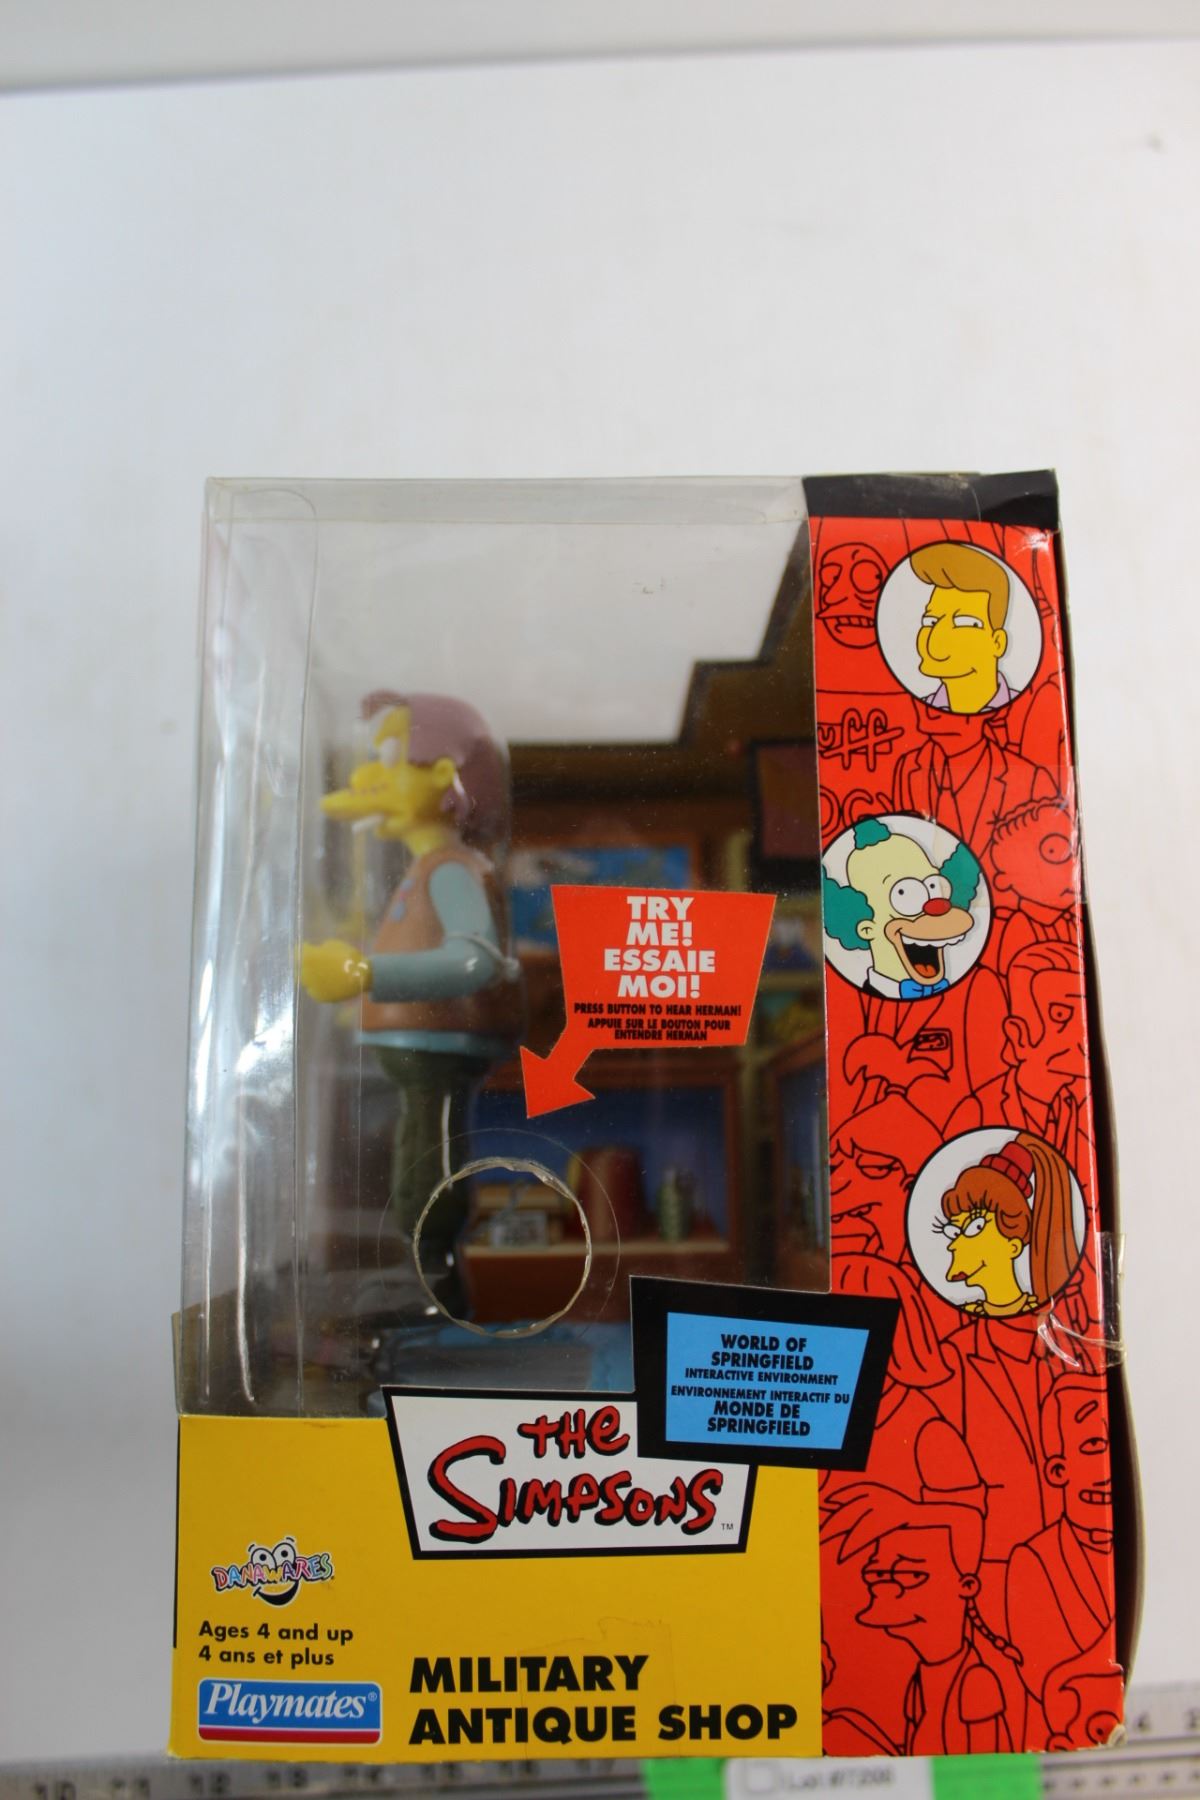 TRY
ME!
ESSAIE
MOI!
PRESS BUTTON TO HEAR HERMAN!
APPUIE SUR LE BOUTON POUR
ENTENDRE HERMAN
uff
WORLD OF
SPRINGFIELD
INTERACTIVE ENVIRONMENT
ENVIRONNEMENT INTERACTIF DU
MONDE DE
SPRINGFIELD
THE
SIMPSONS
TM
DANAWARES
Ages 4 and up
4 ans et plus
Playmates®
MILITARY
ANTIQUE SHOP